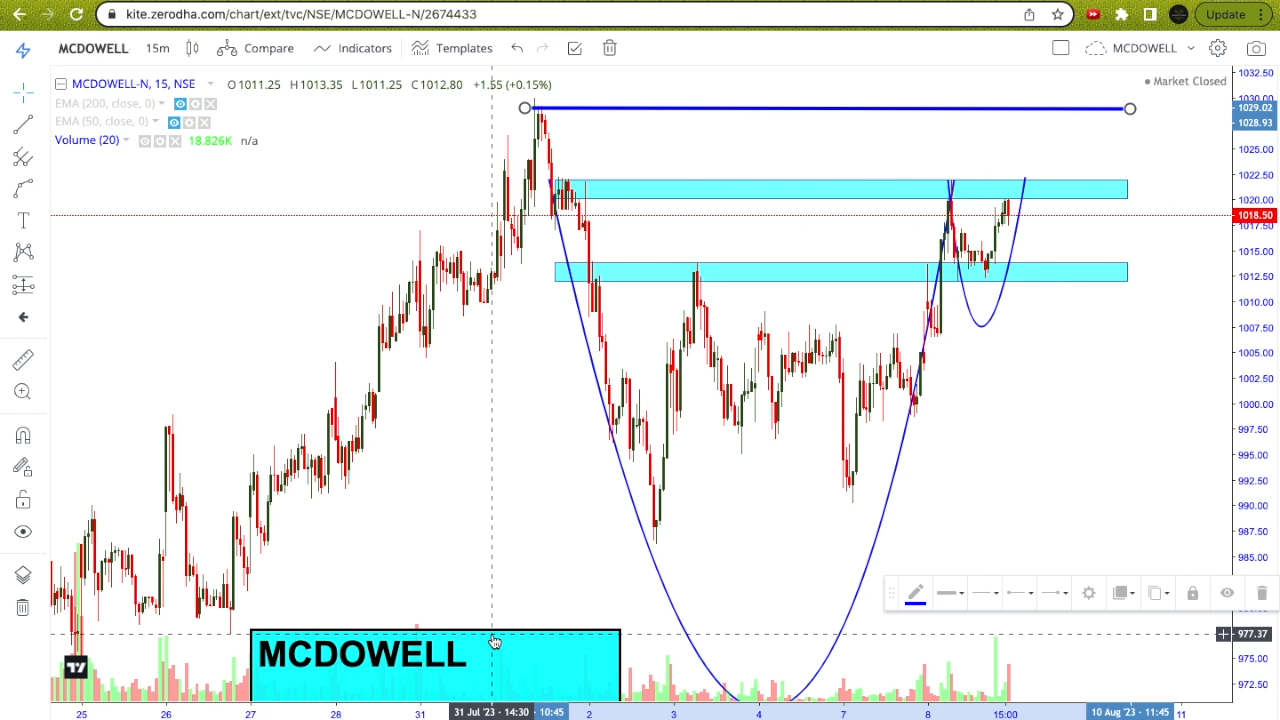 kite.zerodha.com/chart/ext/tvc/NSE/MCDOWELL-N/2674433
Update
MCDOWELL 15m Compare Indicators Templates MCDOWELL
MCDOWELL-N, 15, NSE O1011.25 H1013.35 L1011.25 C1012.80 +1.55 (+0.15%)
Market Closed
EMA (200, close, 0)
EMA (50, close, 0)
Volume (20) 18.826K n/a
1032.50
1030.00
1029.02
1028.93
1025.00
1022.50
1020.00
1018.50
1017.50
1015.00
1012.50
1010.00
1007.50
1005.00
1002.50
1000.00
997.50
995.00
992.50
990.00
987.50
985.00
977.37
975.00
972.50
MCDOWELL
25 26 27 28 31 31 Jul '23 - 14:30 - 10:45 2 3 4 7 8 15:00 10 Aug '23 - 11:45 11